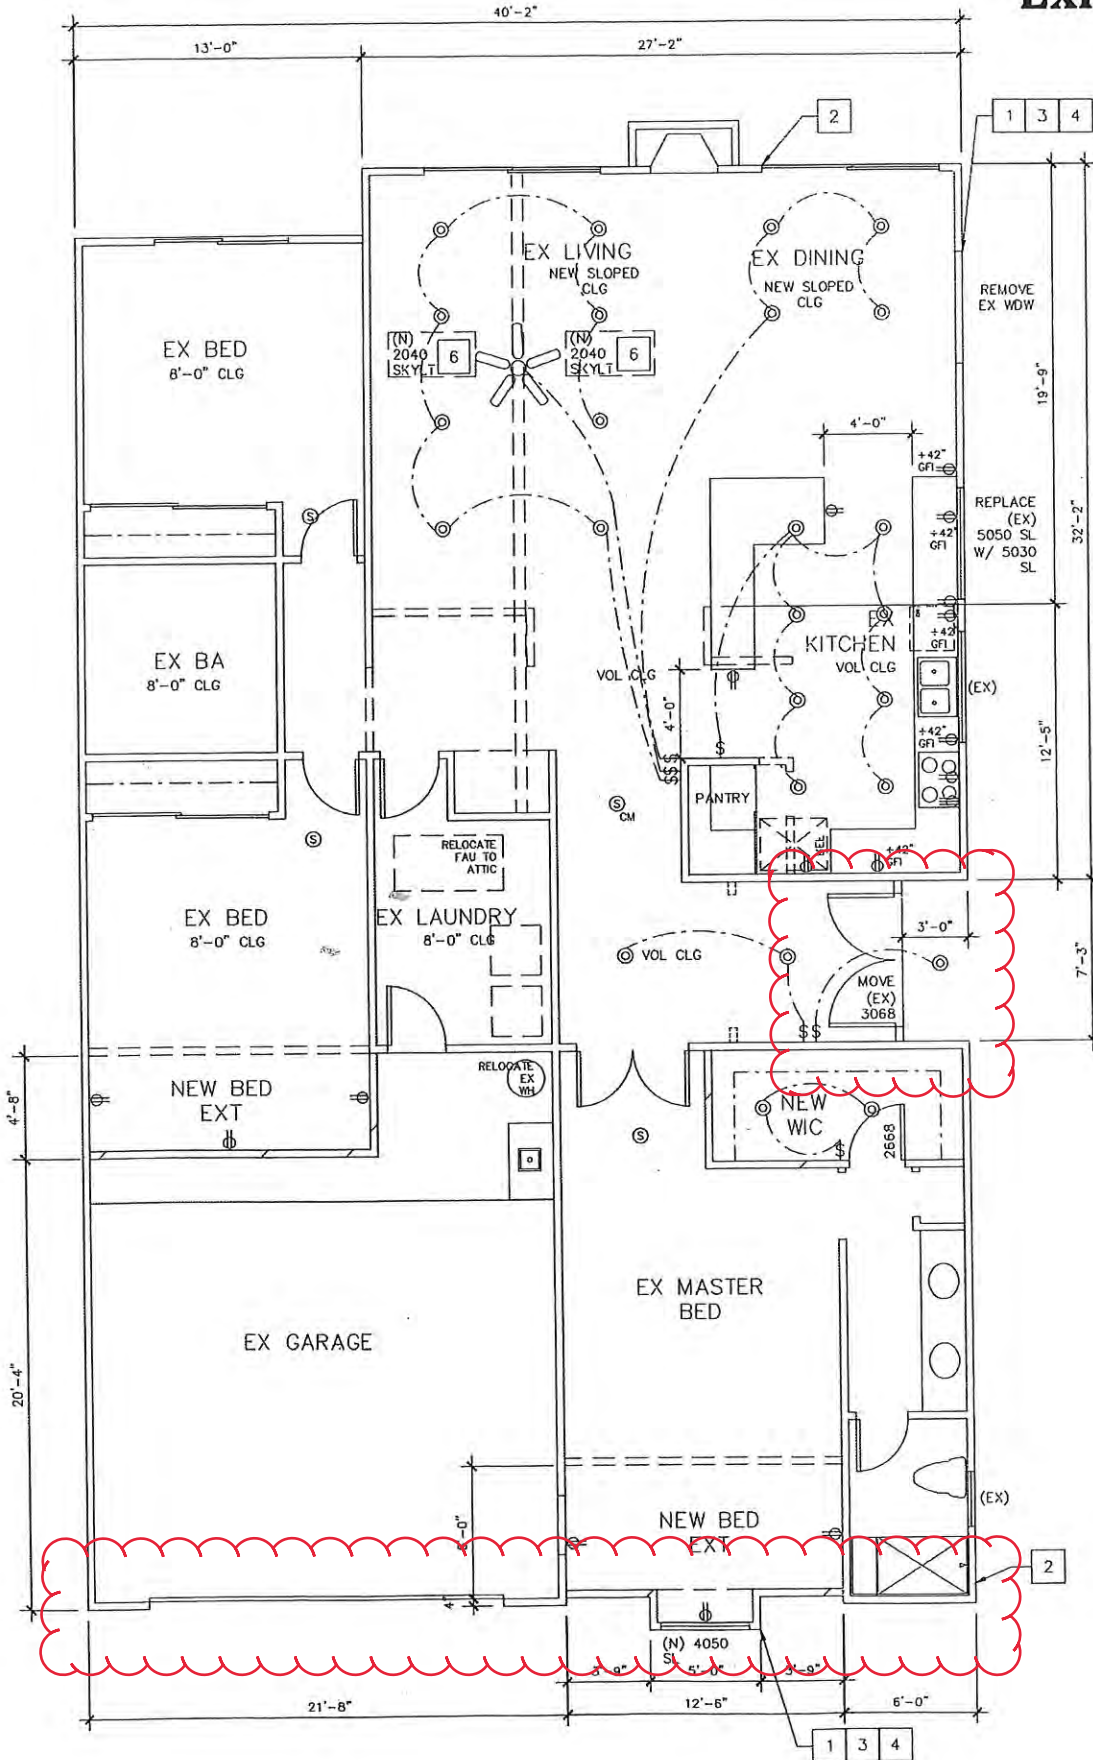 40'-2"
13'-0"
27'-2"
2
1 3 4
EX LIVING
NEW SLOPED
CLG
EX DINING
NEW SLOPED
CLG
REMOVE
EX WDW
EX BED
8'-0" CLG
(N)
2040
SKYLT
6
(N)
2040
SKYLT
6
19'-9"
32'-2"
4'-0"
+42"
GFI
REPLACE
(EX)
5050 SL
W/ 5030
SL
+42"
GFI
S
EX
KITCHEN
VOL CLG
+42"
GFI
EX BA
8'-0" CLG
VOL CLG
(EX)
4'-0"
+42"
GFI
12'-5"
S
SSS
PANTRY
S
CM
S
RELOCATE
FAU TO
ATTIC
+42"
GFI
EX BED
8'-0" CLG
EX LAUNDRY
8'-0" CLG
3'-0"
VOL CLG
7'-3"
MOVE
(EX)
3068
SS
RELOCATE
EX
WH
NEW BED
EXT
4'-8"
NEW
WIC
S
2668
S
EX MASTER
BED
EX GARAGE
20'-4"
(EX)
NEW BED
EXT
2
4"
(N) 4050
3'-9"
5'-0"
3'-9"
21'-8"
12'-6"
6'-0"
1 3 4